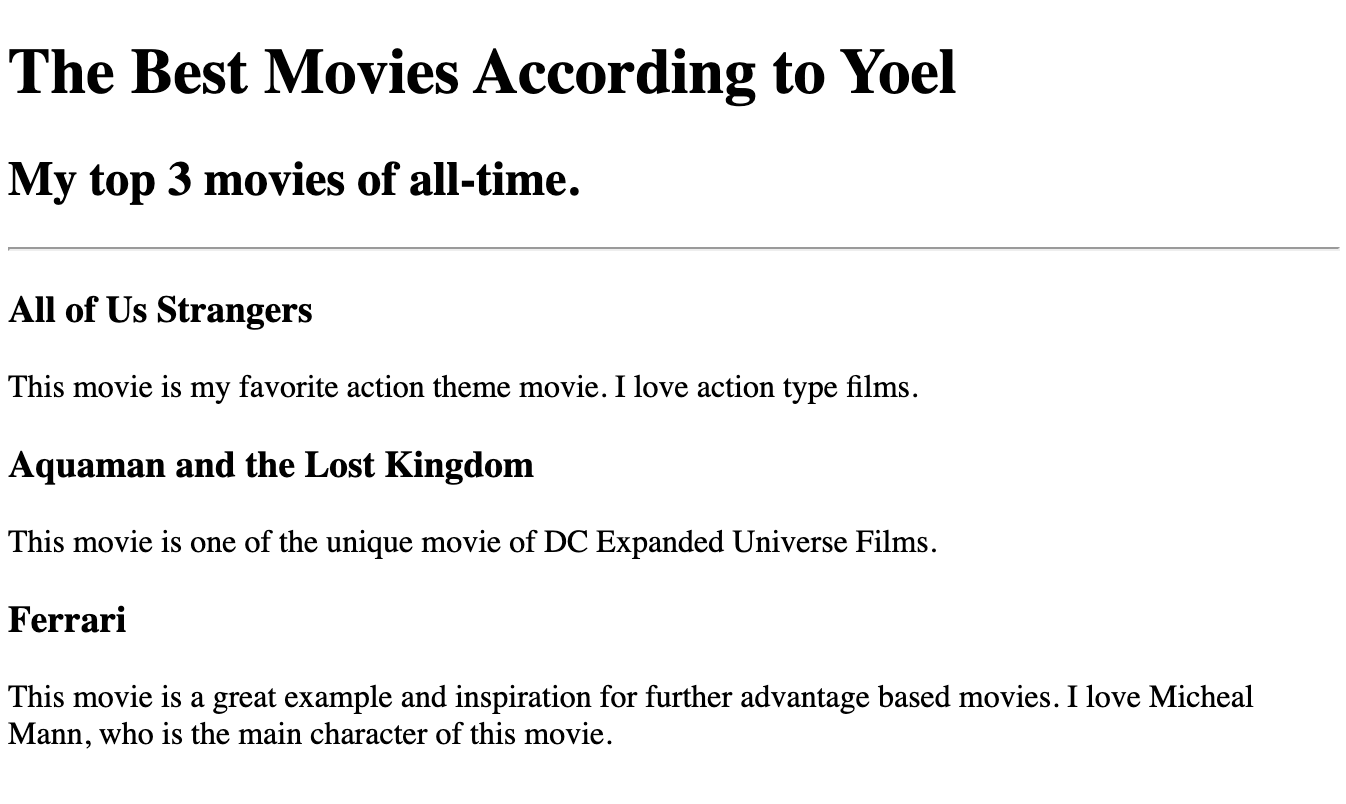 The Best Movies According to Yoel
My top 3 movies of all-time.
All of Us Strangers
This movie is my favorite action theme movie. I love action type films.
Aquaman and the Lost Kingdom
This movie is one of the unique movie of DC Expanded Universe Films.
Ferrari
This movie is a great example and inspiration for further advantage based movies. I love Micheal
Mann, who is the main character of this movie.